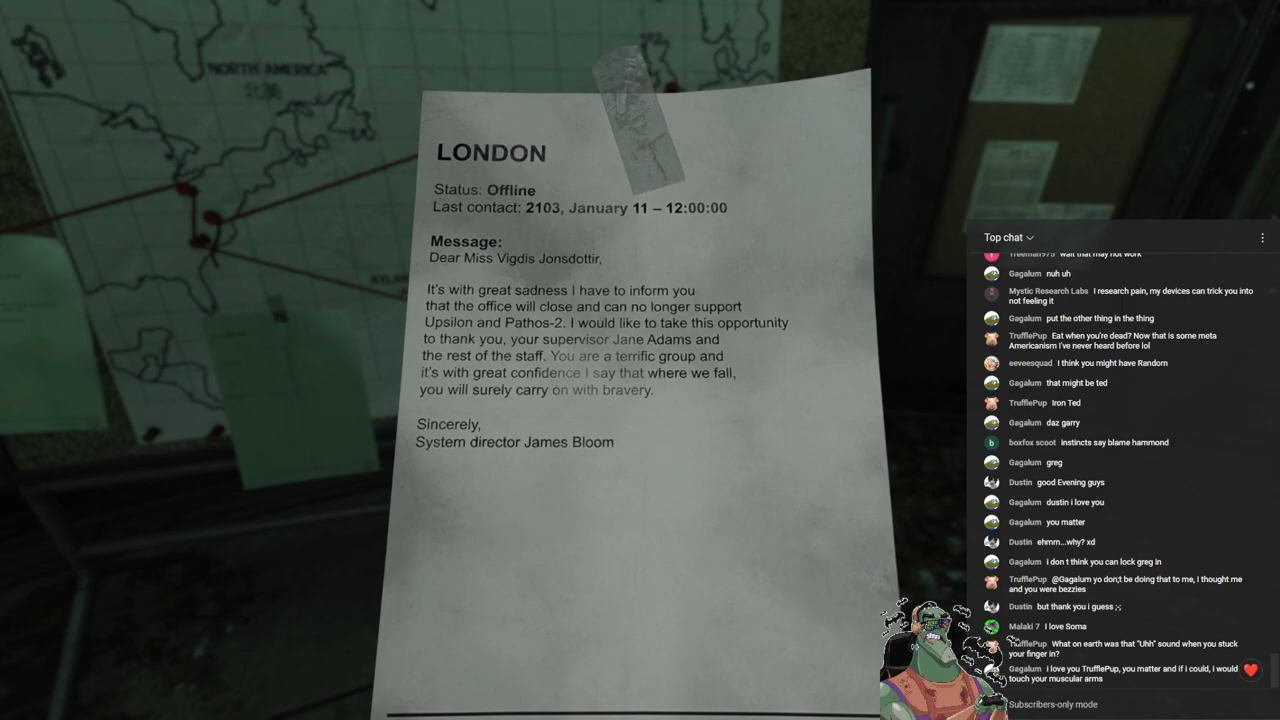 NORTH AMERICA
北美
LONDON
Status: Offline
Last contact: 2103, January 11 – 12:00:00
Message:
Dear Miss Vigdis Jonsdottir,
It's with great sadness I have to inform you
that the office will close and can no longer support
Upsilon and Pathos-2. I would like to take this opportunity
to thank you, your supervisor Jane Adams and
the rest of the staff. You are a terrific group and
it's with great confidence I say that where we fall,
you will surely carry on with bravery.
Sincerely,
System director James Bloom
Top chat
Treeman975 wait that may not work
Gagalum nuh uh
Mystic Research Labs I research pain, my devices can trick you into
not feeling it
Gagalum put the other thing in the thing
TrufflePup Eat when you're dead? Now that is some meta
Americanism I've never heard before lol
eeveesquad I think you might have Random
Gagalum that might be ted
TrufflePup Iron Ted
Gagalum daz garry
b boxfox scoot instincts say blame hammond
Gagalum greg
Dustin good Evening guys
Gagalum dustin i love you
Gagalum you matter
Dustin ehmm...why? xd
Gagalum i don t think you can lock greg in
TrufflePup @Gagalum yo don;t be doing that to me, I thought me
and you were bezzies
Dustin but thank you i guess ;;
Malaki 7 I love Soma
TrufflePup What on earth was that "Uhh" sound when you stuck
your finger in?
Gagalum i love you TrufflePup, you matter and if i could, i would
touch your muscular arms
Subscribers-only mode